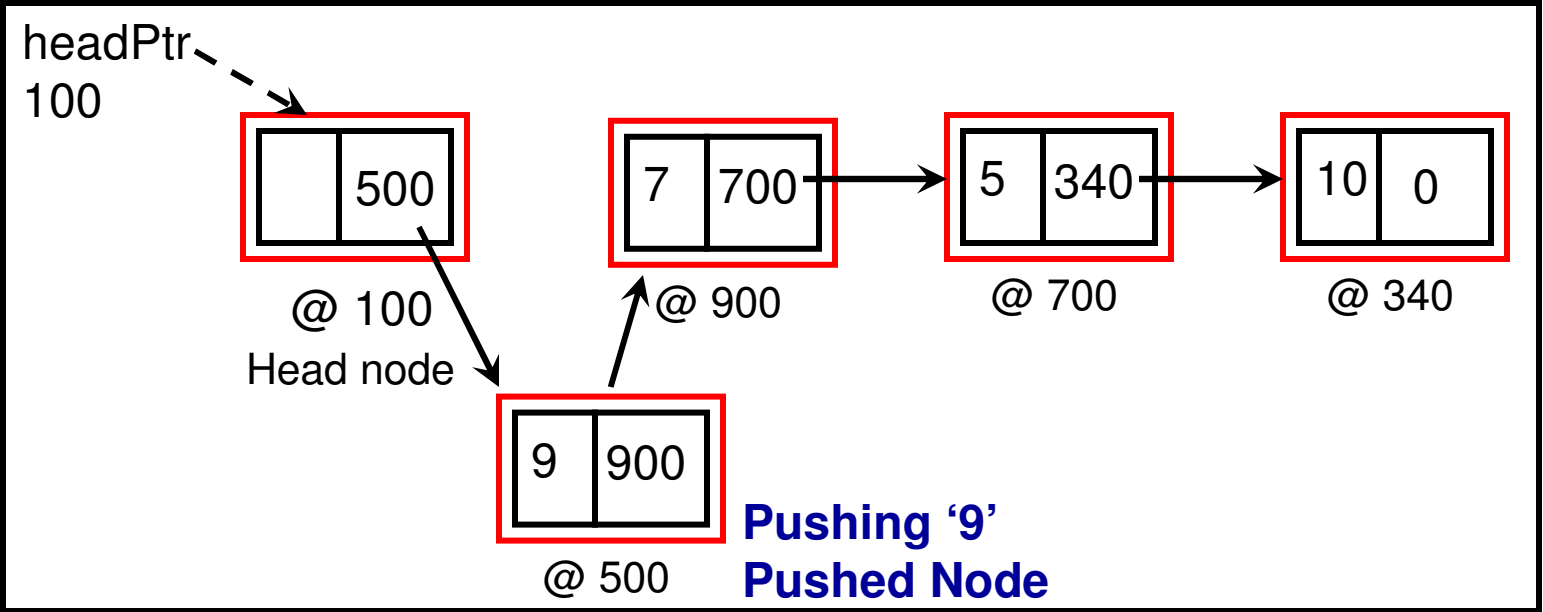 headPtr
100
500
7 700
5 340
10 0
@ 100
@ 900
@ 700
@ 340
Head node
9 900
Pushing ‘9’
@ 500
Pushed Node